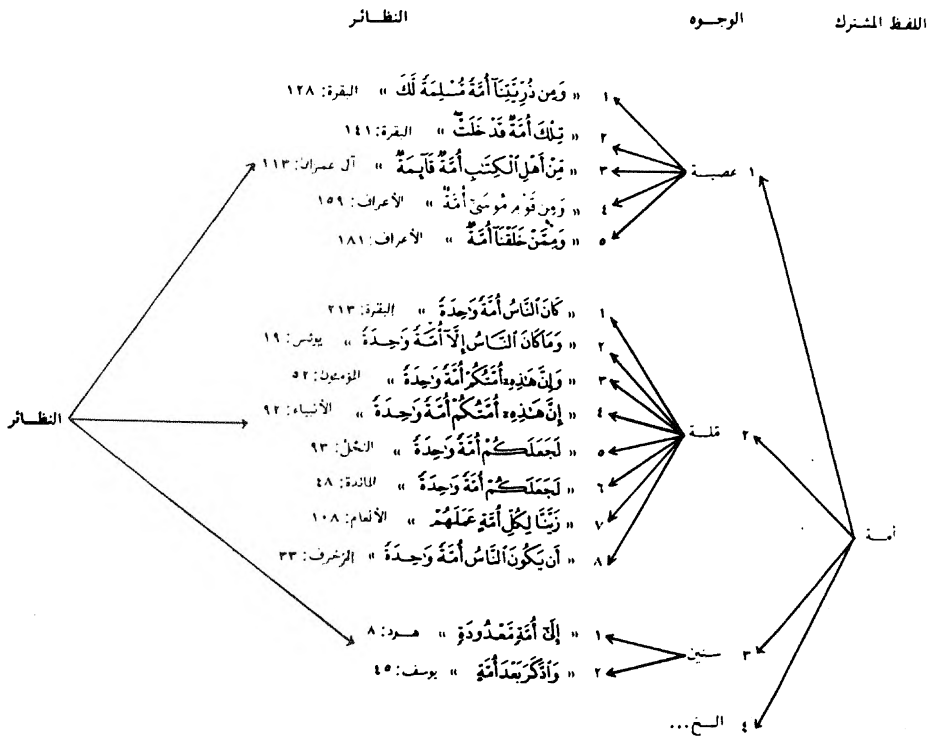 اللفظ المشترك الوجوه النظائر
١ « وَمِن ذُرِّيَّتِنَآ أُمَّةً مُّسْلِمَةً لَّكَ » البقرة: ١٢٨
٢ « تِلْكَ أُمَّةٌ قَدْ خَلَتْ » البقرة: ١٤١
١ عصبة ٣ « مِّنْ أَهْلِ ٱلْكِتَٰبِ أُمَّةٌ قَآئِمَةٌ » آل عمران: ١١٣
٤ « وَمِن قَوْمِ مُوسَىٰٓ أُمَّةٌ » الأعراف: ١٥٩
٥ « وَمِمَّنْ خَلَقْنَآ أُمَّةٌ » الأعراف: ١٨١
١ « كَانَ ٱلنَّاسُ أُمَّةً وَٰحِدَةً » البقرة: ٢١٣
٢ « وَمَا كَانَ ٱلنَّاسُ إِلَّآ أُمَّةً وَٰحِدَةً » يونس: ١٩
٣ « وَإِنَّ هَٰذِهِۦٓ أُمَّتُكُمْ أُمَّةً وَٰحِدَةً » المؤمنون: ٥٢
٤ « إِنَّ هَٰذِهِۦٓ أُمَّتُكُمْ أُمَّةً وَٰحِدَةً » الأنبياء: ٩٢
النظائر
٢ قلة ٥ « لَجَعَلَكُمْ أُمَّةً وَٰحِدَةً » النحل: ٩٣
٦ « لَجَعَلَكُمْ أُمَّةً وَٰحِدَةً » المائدة: ٤٨
٧ « زَيَّنَّا لِكُلِّ أُمَّةٍ عَمَلَهُمْ » الأنعام: ١٠٨
أمة
٨ « أَن يَكُونَ ٱلنَّاسُ أُمَّةً وَٰحِدَةً » الزخرف: ٣٣
١ « إِلَىٰٓ أُمَّةٍ مَّعْدُودَةٍ » هود: ٨
٣ سنين
٢ « وَٱدَّكَرَ بَعْدَ أُمَّةٍ » يوسف: ٤٥
٤ الخ...